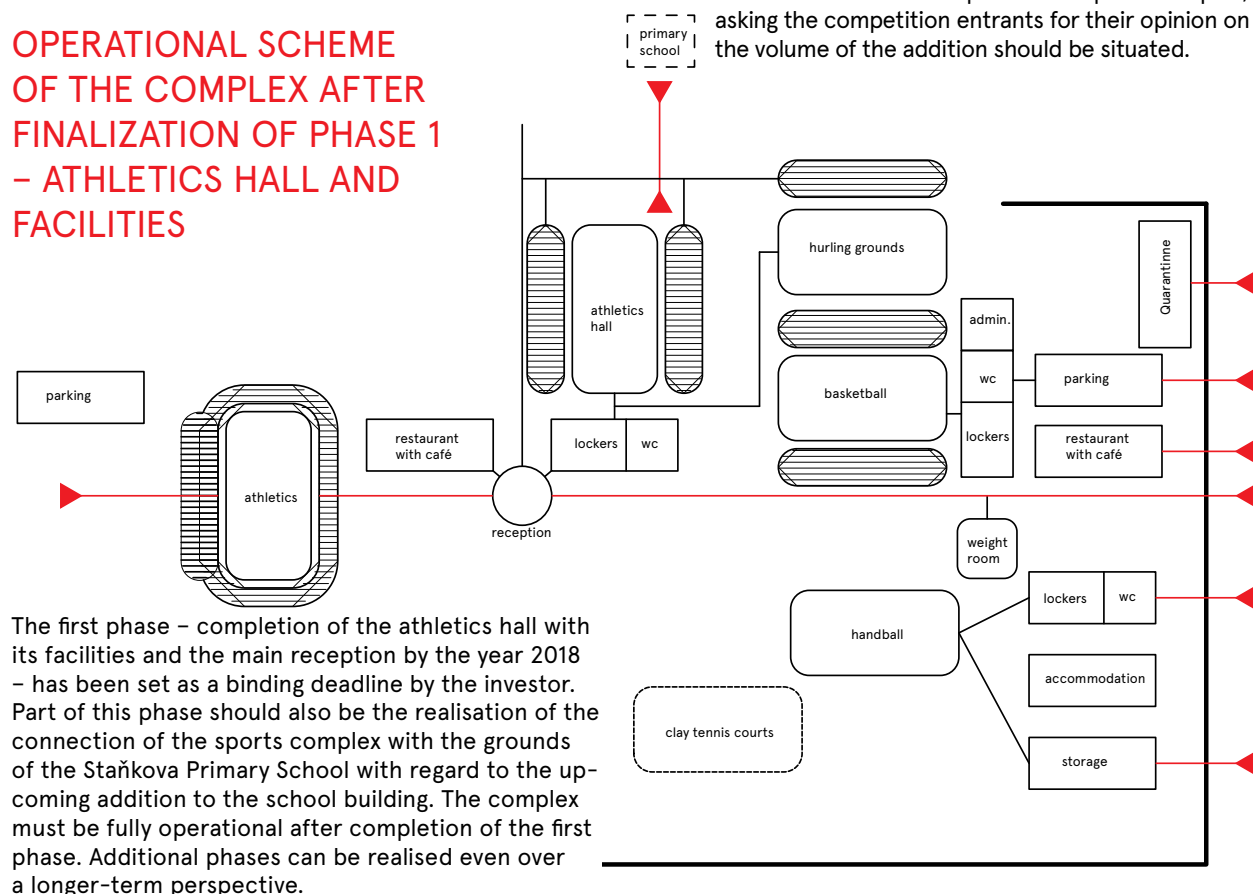 OPERATIONAL SCHEME
OF THE COMPLEX AFTER
FINALIZATION OF PHASE 1
– ATHLETICS HALL AND
FACILITIES
asking the competition entrants for their opinion on
the volume of the addition should be situated.
primary
school
hurling grounds
Quarantinne
athletics
hall
admin.
wc
parking
basketball
lockers
restaurant
with café
parking
restaurant
with café
lockers
wc
athletics
reception
weight
room
lockers
wc
handball
accommodation
clay tennis courts
storage
The first phase – completion of the athletics hall with
its facilities and the main reception by the year 2018
– has been set as a binding deadline by the investor.
Part of this phase should also be the realisation of the
connection of the sports complex with the grounds
of the Staňkova Primary School with regard to the up-
coming addition to the school building. The complex
must be fully operational after completion of the first
phase. Additional phases can be realised even over
a longer-term perspective.